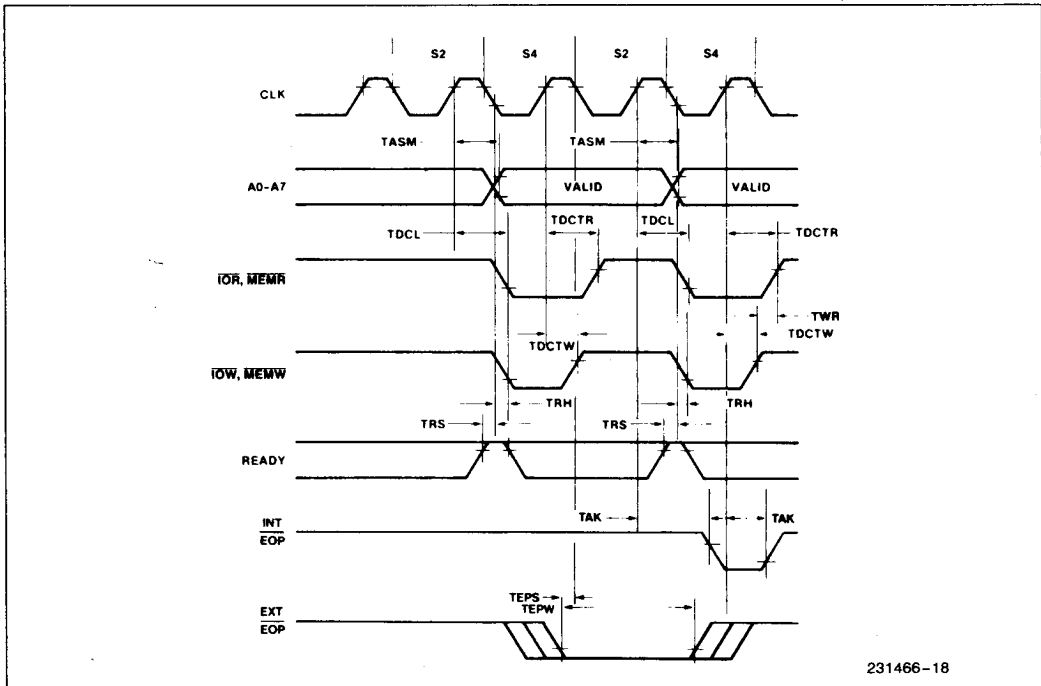 S2 S4 S2 S4
CLK
TASM TASM
A0-A7 VALID VALID
TDCL TDCTR TDCL TDCTR
IOR, MEMR
TWR
TDCTW TDCTW
IOW, MEMW
TRH TRH
TRS TRS
READY
TAK TAK
INT
EOP
TEPS
TEPW
EXT
EOP
231466-18